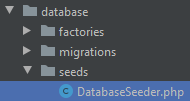 database
factories
migrations
seeds
DatabaseSeeder.php